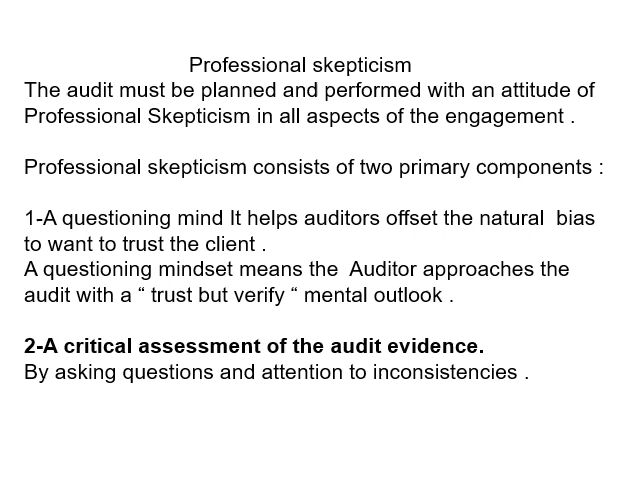 Professional skepticism
The audit must be planned and performed with an attitude of
Professional Skepticism in all aspects of the engagement .
Professional skepticism consists of two primary components :
1-A questioning mind It helps auditors offset the natural  bias
to want to trust the client .
A questioning mindset means the  Auditor approaches the
audit with a “ trust but verify “ mental outlook .
2-A critical assessment of the audit evidence.
By asking questions and attention to inconsistencies .